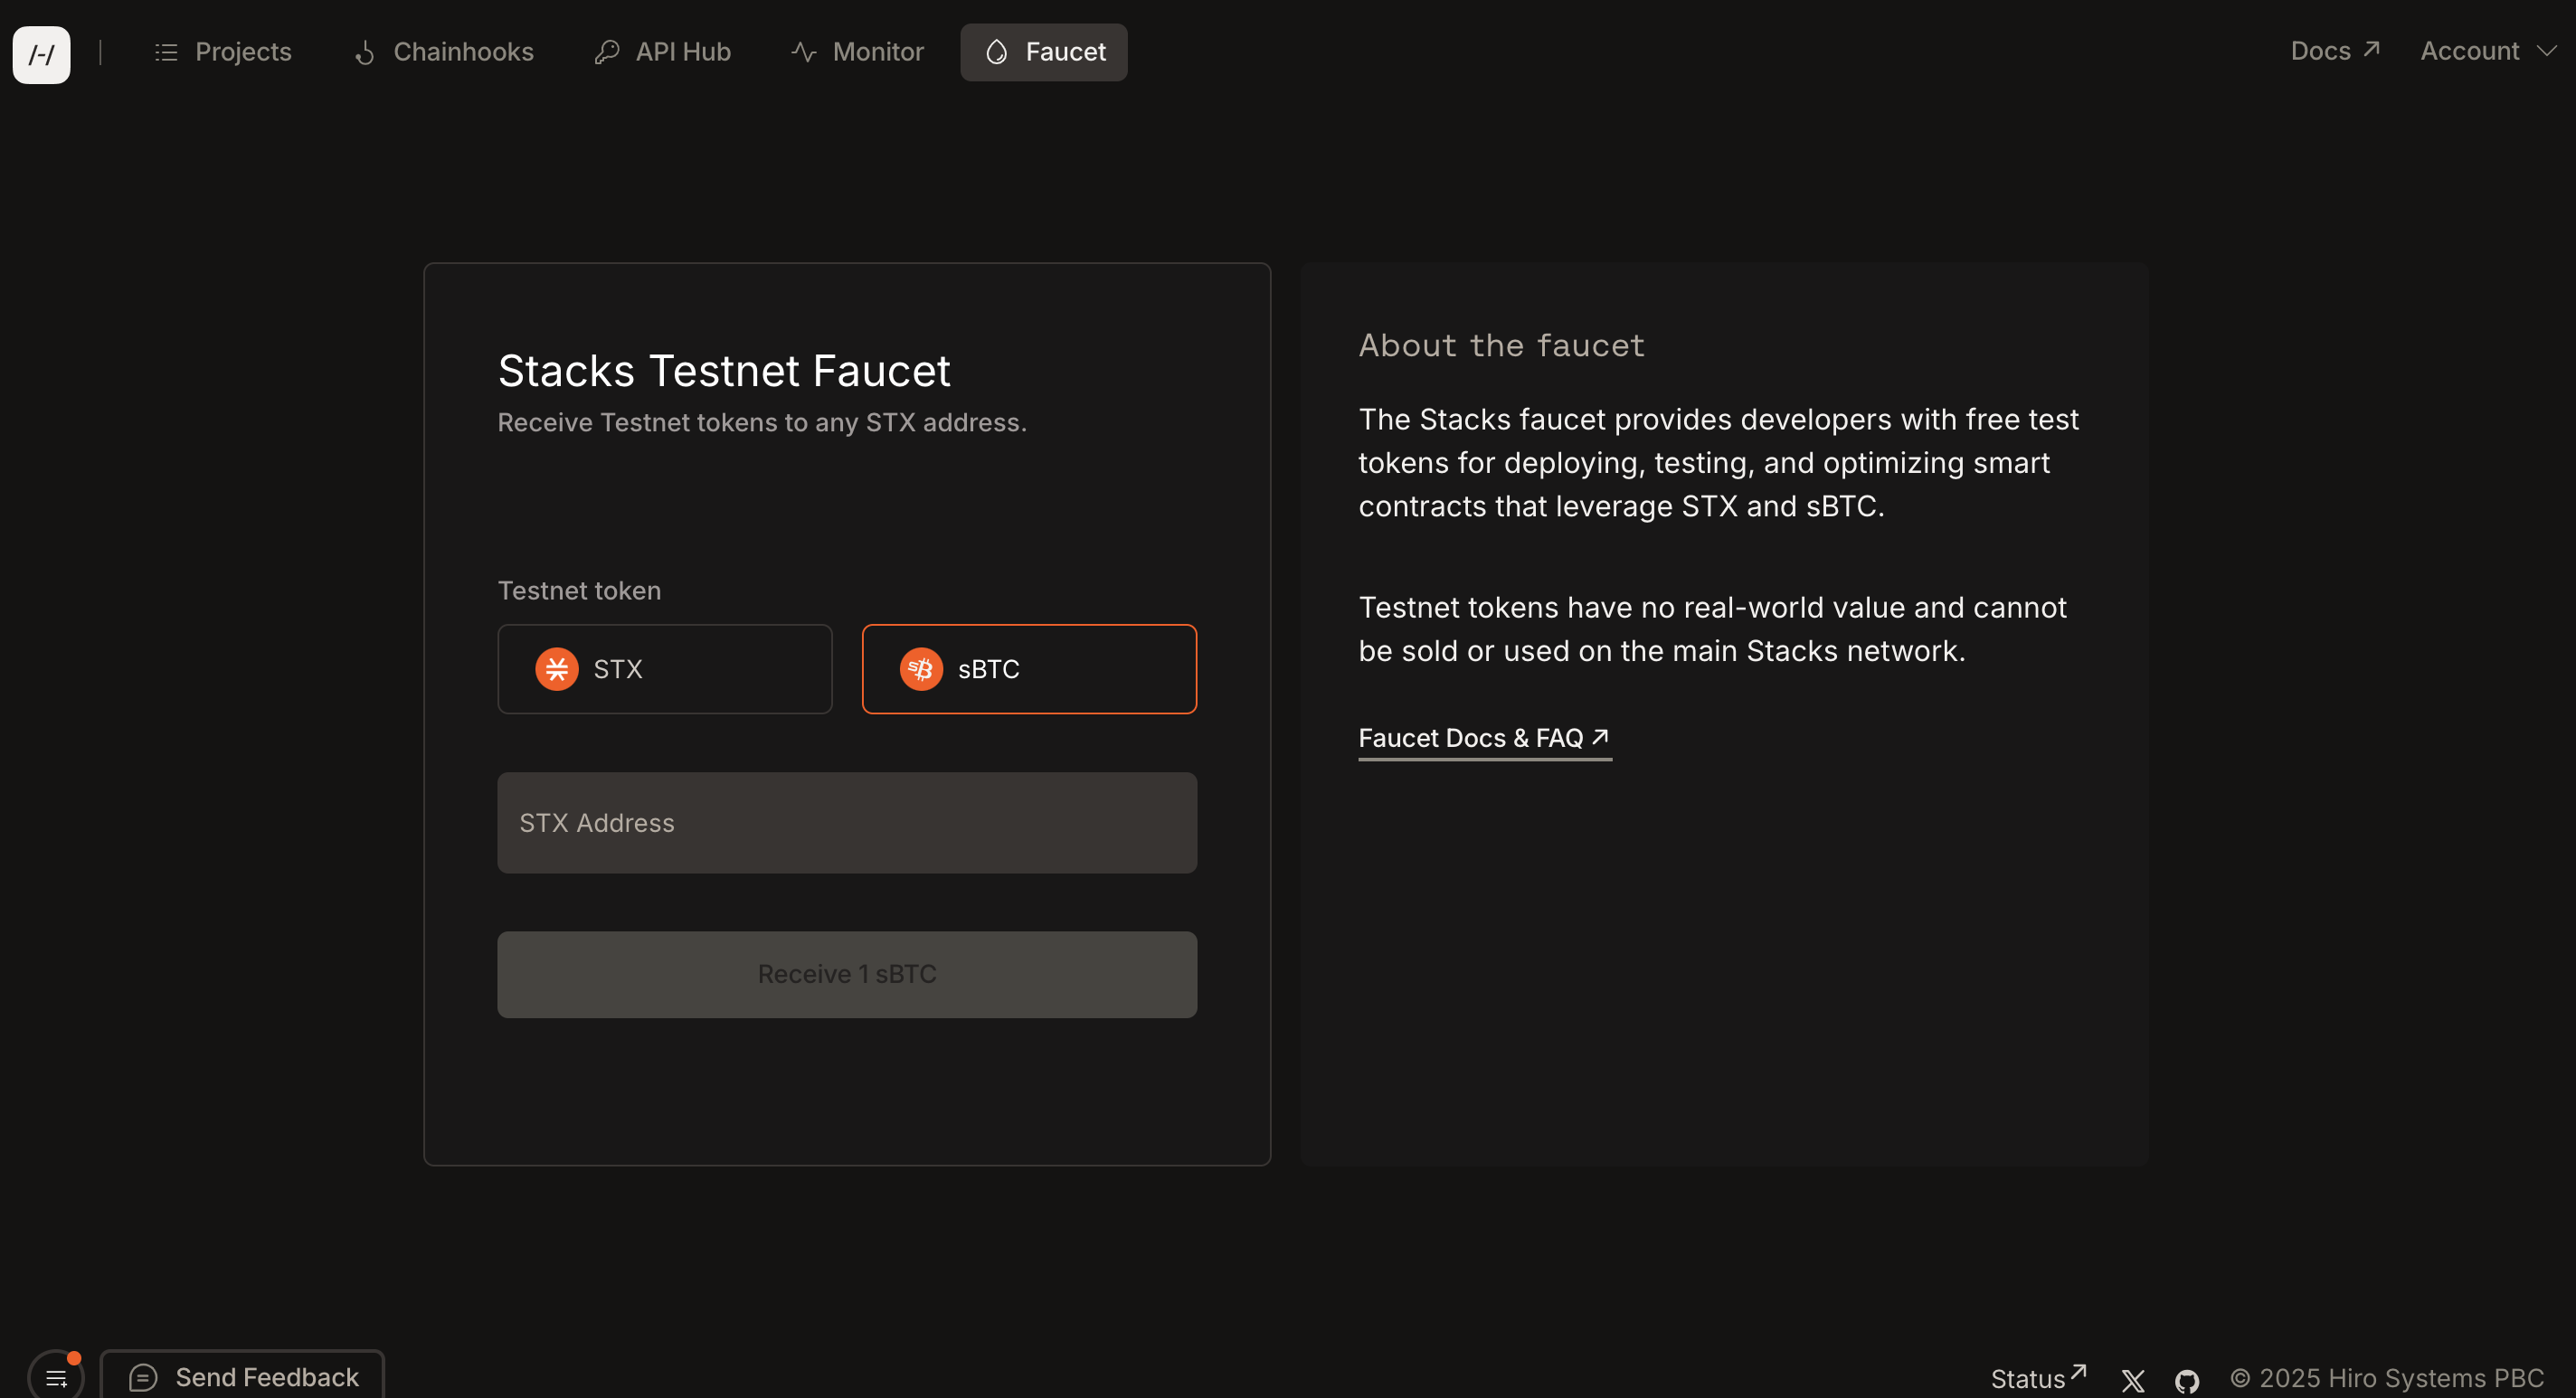 /-/
Projects
Chainhooks
API Hub
Monitor
Faucet
Docs
Account
Stacks Testnet Faucet
Receive Testnet tokens to any STX address.
Testnet token
STX
sBTC
STX Address
Receive 1 sBTC
About the faucet
The Stacks faucet provides developers with free test
tokens for deploying, testing, and optimizing smart
contracts that leverage STX and sBTC.
Testnet tokens have no real-world value and cannot
be sold or used on the main Stacks network.
Faucet Docs & FAQ
Send Feedback
Status
© 2025 Hiro Systems PBC